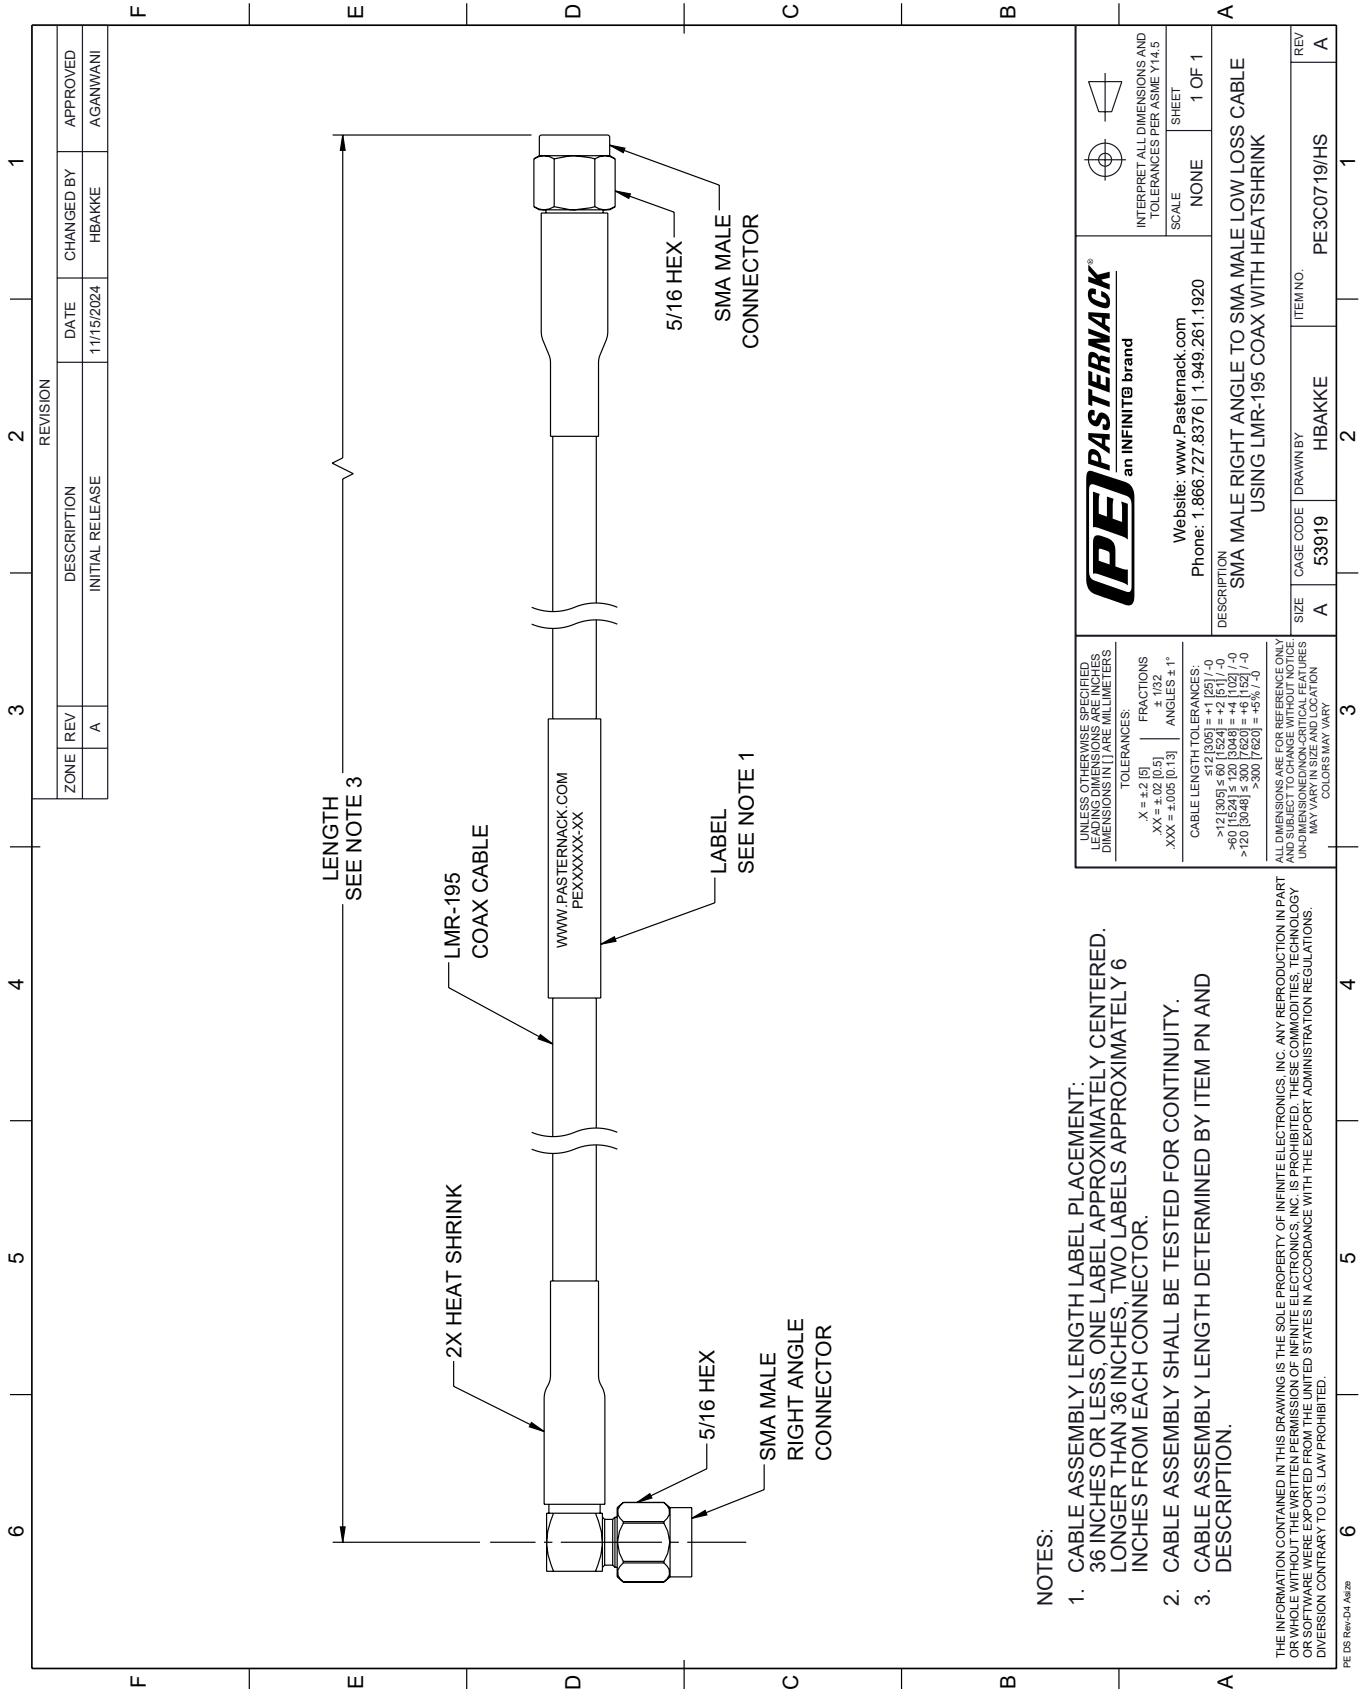 6
5
4
3
2
1
F
E
D
C
B
A
REVISION
ZONE REV DESCRIPTION DATE CHANGED BY APPROVED
A INITIAL RELEASE 11/15/2024 HBAKKE AGANWANI
LENGTH
SEE NOTE 3
2X HEAT SHRINK
LMR-195
COAX CABLE
WWW.PASTERNACK.COM
PEXXXXXX-XX
5/16 HEX
SMA MALE
RIGHT ANGLE
CONNECTOR
LABEL
SEE NOTE 1
5/16 HEX
SMA MALE
CONNECTOR
NOTES:
1. CABLE ASSEMBLY LENGTH LABEL PLACEMENT:
36 INCHES OR LESS, ONE LABEL APPROXIMATELY CENTERED.
LONGER THAN 36 INCHES, TWO LABELS APPROXIMATELY 6
INCHES FROM EACH CONNECTOR.
2. CABLE ASSEMBLY SHALL BE TESTED FOR CONTINUITY.
3. CABLE ASSEMBLY LENGTH DETERMINED BY ITEM PN AND
DESCRIPTION.
THE INFORMATION CONTAINED IN THIS DRAWING IS THE SOLE PROPERTY OF INFINITE ELECTRONICS, INC. ANY REPRODUCTION IN PART
OR WHOLE WITHOUT THE WRITTEN PERMISSION OF INFINITE ELECTRONICS, INC. IS PROHIBITED. THESE COMMODITIES, TECHNOLOGY
OR SOFTWARE WERE EXPORTED FROM THE UNITED STATES IN ACCORDANCE WITH THE EXPORT ADMINISTRATION REGULATIONS.
DIVERSION CONTRARY TO U.S. LAW PROHIBITED.
UNLESS OTHERWISE SPECIFIED
LEADING DIMENSIONS ARE INCHES
DIMENSIONS IN [ ] ARE MILLIMETERS
TOLERANCES:
.X = ±.2 [5]
.XX = ±.02 [0.5]
.XXX = ±.005 [0.13]
FRACTIONS
± 1/32
ANGLES ± 1°
CABLE LENGTH TOLERANCES:
≤12 [305] = +1 [25] / -0
>12 [305] ≤ 60 [1524] = +2 [51] / -0
>60 [1524] ≤ 120 [3048] = +4 [102] / -0
>120 [3048] ≤ 300 [7620] = +6 [152] / -0
>300 [7620] = +5% / -0
ALL DIMENSIONS ARE FOR REFERENCE ONLY
AND SUBJECT TO CHANGE WITHOUT NOTICE.
UN-DIMENSIONED/NON-CRITICAL FEATURES
MAY VARY IN SIZE AND LOCATION
COLORS MAY VARY
PE PASTERNACK®
an INFINIT@ brand
Website: www.Pasternack.com
Phone: 1.866.727.8376 | 1.949.261.1920
INTERPRET ALL DIMENSIONS AND
TOLERANCES PER ASME Y14.5
SCALE NONE
SHEET 1 OF 1
DESCRIPTION
SMA MALE RIGHT ANGLE TO SMA MALE LOW LOSS CABLE
USING LMR-195 COAX WITH HEATSHRINK
SIZE CAGE CODE DRAWN BY ITEM NO. REV
A 53919 HBAKKE PE3C0719/HS A
F
E
D
C
B
A
6
5
4
3
2
1
PE DS Rev-D4 Asize